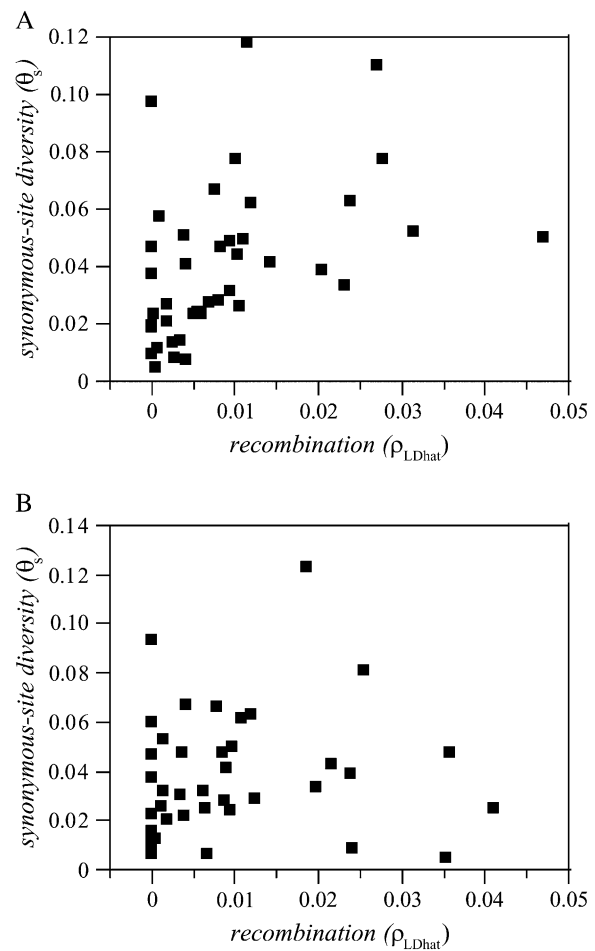 A
0.12
0.10
0.08
0.06
0.04
0.02
0
synonymous-site diversity (θs)
0 0.01 0.02 0.03 0.04 0.05
recombination (ρLDhat)
B
0.14
0.12
0.10
0.08
0.06
0.04
0.02
0
synonymous-site diversity (θs)
0 0.01 0.02 0.03 0.04 0.05
recombination (ρLDhat)